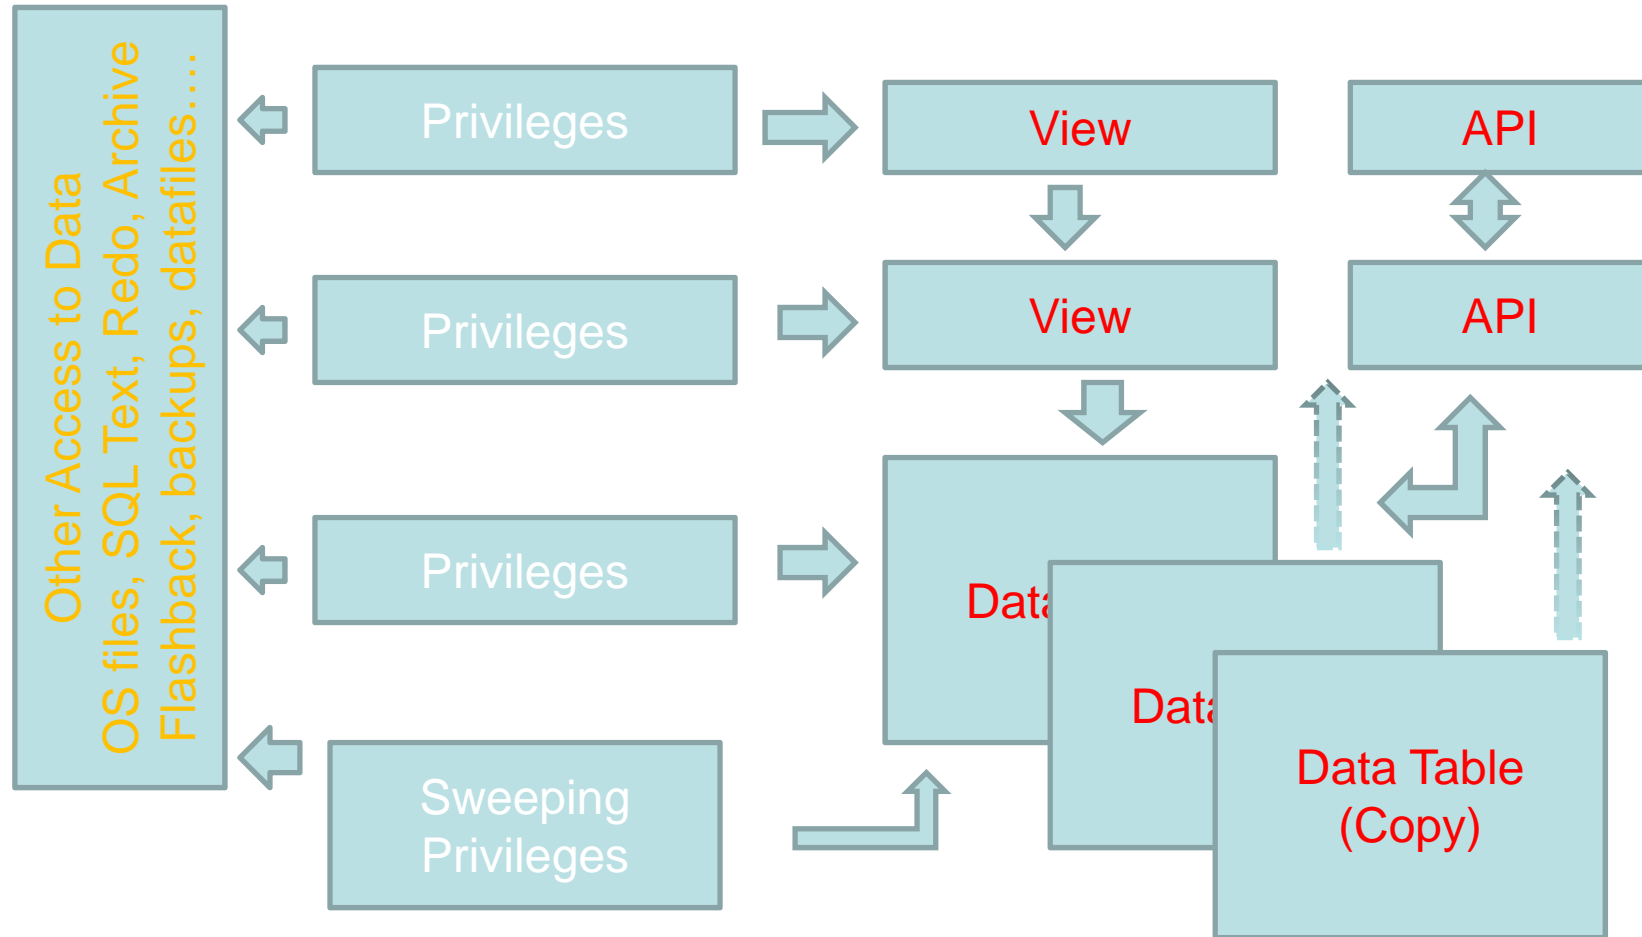 Other Access to Data
OS files, SQL Text, Redo, Archive
Flashback, backups, datafiles….
Privileges
View
API
Privileges
View
API
Privileges
Data
Data
Sweeping
Privileges
Data Table
(Copy)